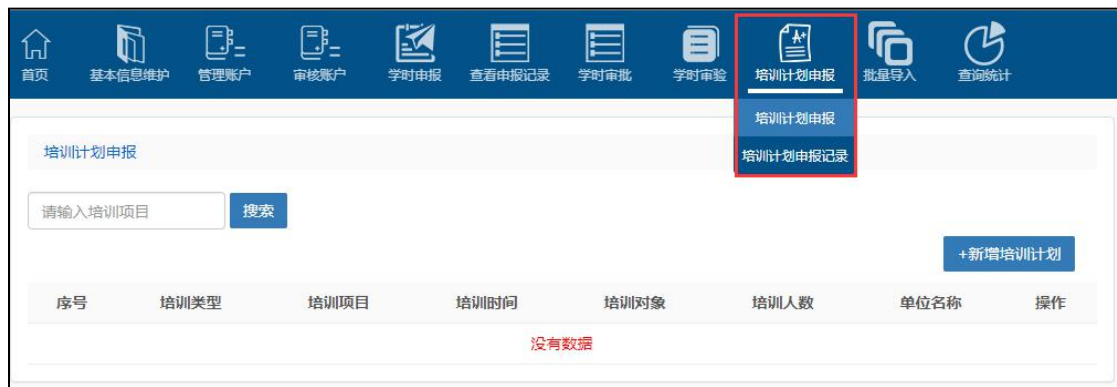 首页 基本信息维护 管理账户 审核账户 学时申报 查看申报记录 学时审批 学时审验 培训计划申报 批量导入 查询统计
培训计划申报
培训计划申报记录
培训计划申报
请输入培训项目 搜索
+新增培训计划
序号 培训类型 培训项目 培训时间 培训对象 培训人数 单位名称 操作
没有数据